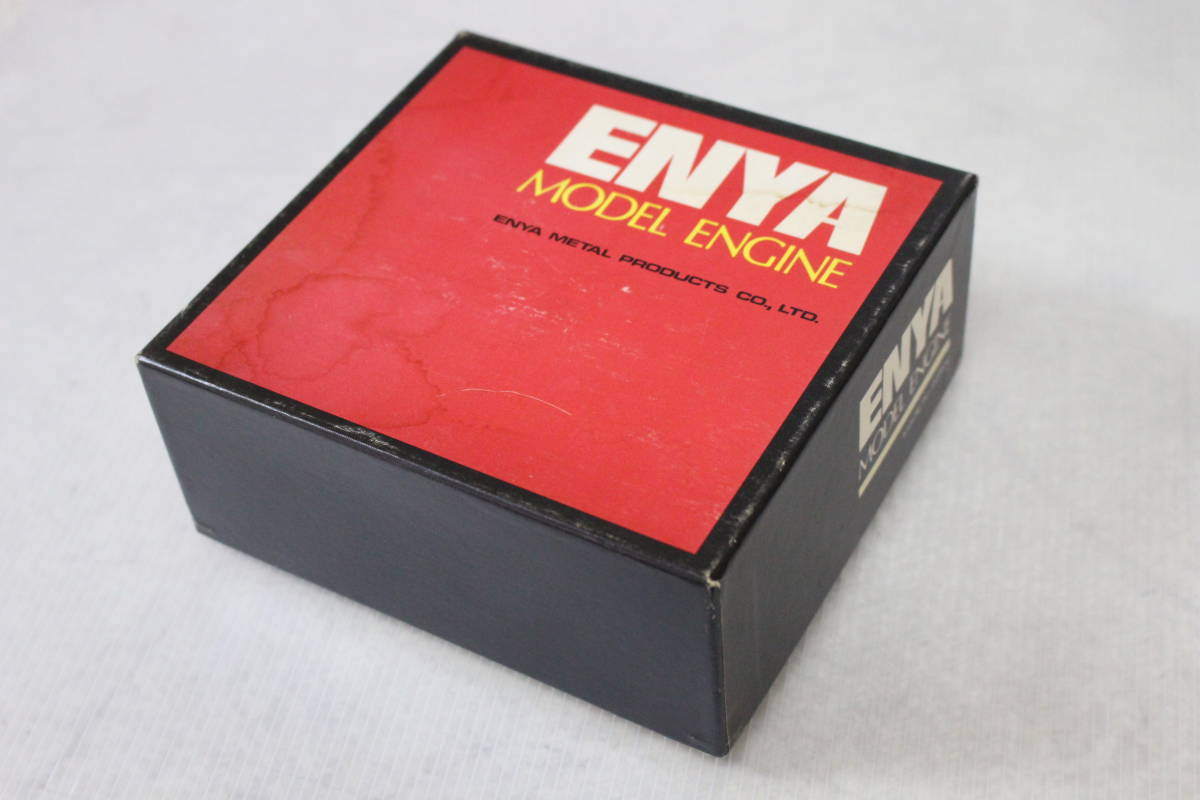 ENYA
MODEL ENGINE
ENYA METAL PRODUCTS CO., LTD.
ENYA
MODEL ENGINE